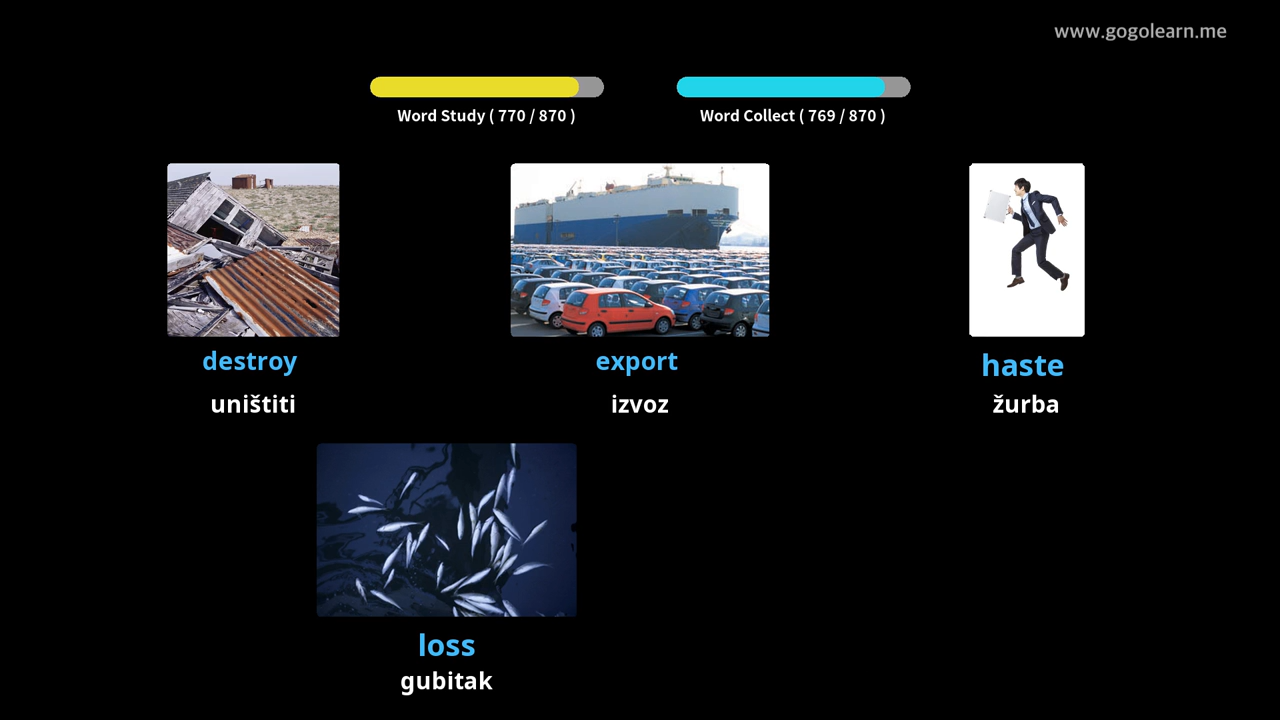 www.gogolearn.me
Word Study ( 770 / 870 )
Word Collect ( 769 / 870 )
destroy
uništiti
export
izvoz
haste
žurba
loss
gubitak